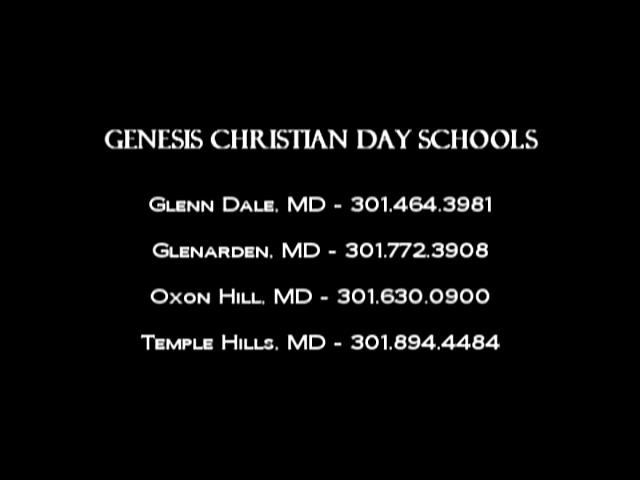 GENESIS CHRISTIAN DAY SCHOOLS
GLENN DALE, MD - 301.464.3981
GLENARDEN, MD - 301.772.3908
OXON HILL, MD - 301.630.0900
TEMPLE HILLS, MD - 301.894.4484